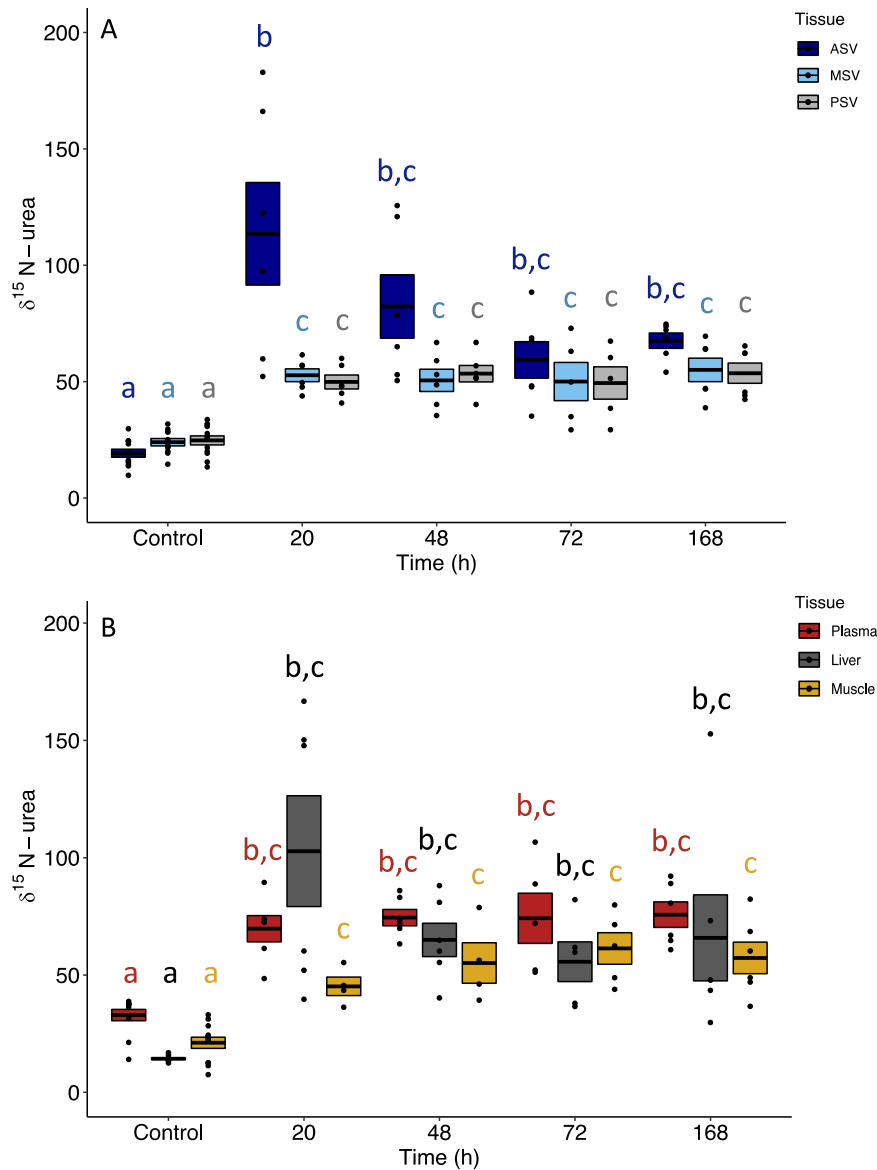 A
Tissue
ASV
MSV
PSV
200
150
100
50
0
δ¹⁵ N – urea
b
b,c
b,c
b,c
c
c
c
c
c
c
c
c
a
a
a
Control
20
48
72
168
Time (h)
B
Tissue
Plasma
Liver
Muscle
200
150
100
50
0
δ¹⁵ N – urea
b,c
b,c
b,c
b,c
b,c
b,c
b,c
b,c
c
c
c
c
a
a
a
Control
20
48
72
168
Time (h)